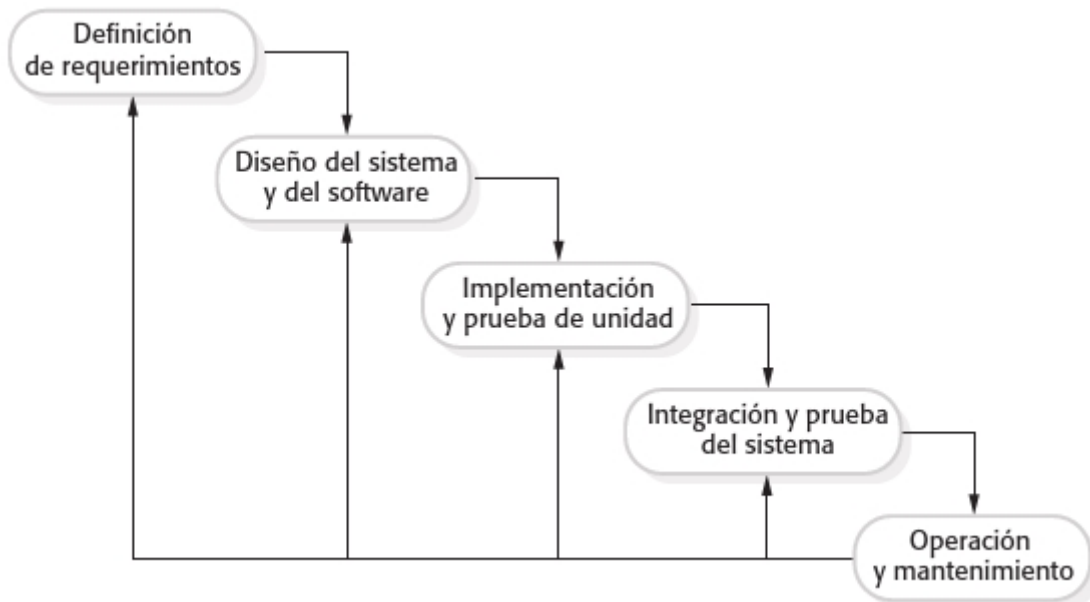 Definición
de requerimientos
Diseño del sistema
y del software
Implementación
y prueba de unidad
Integración y prueba
del sistema
Operación
y mantenimiento